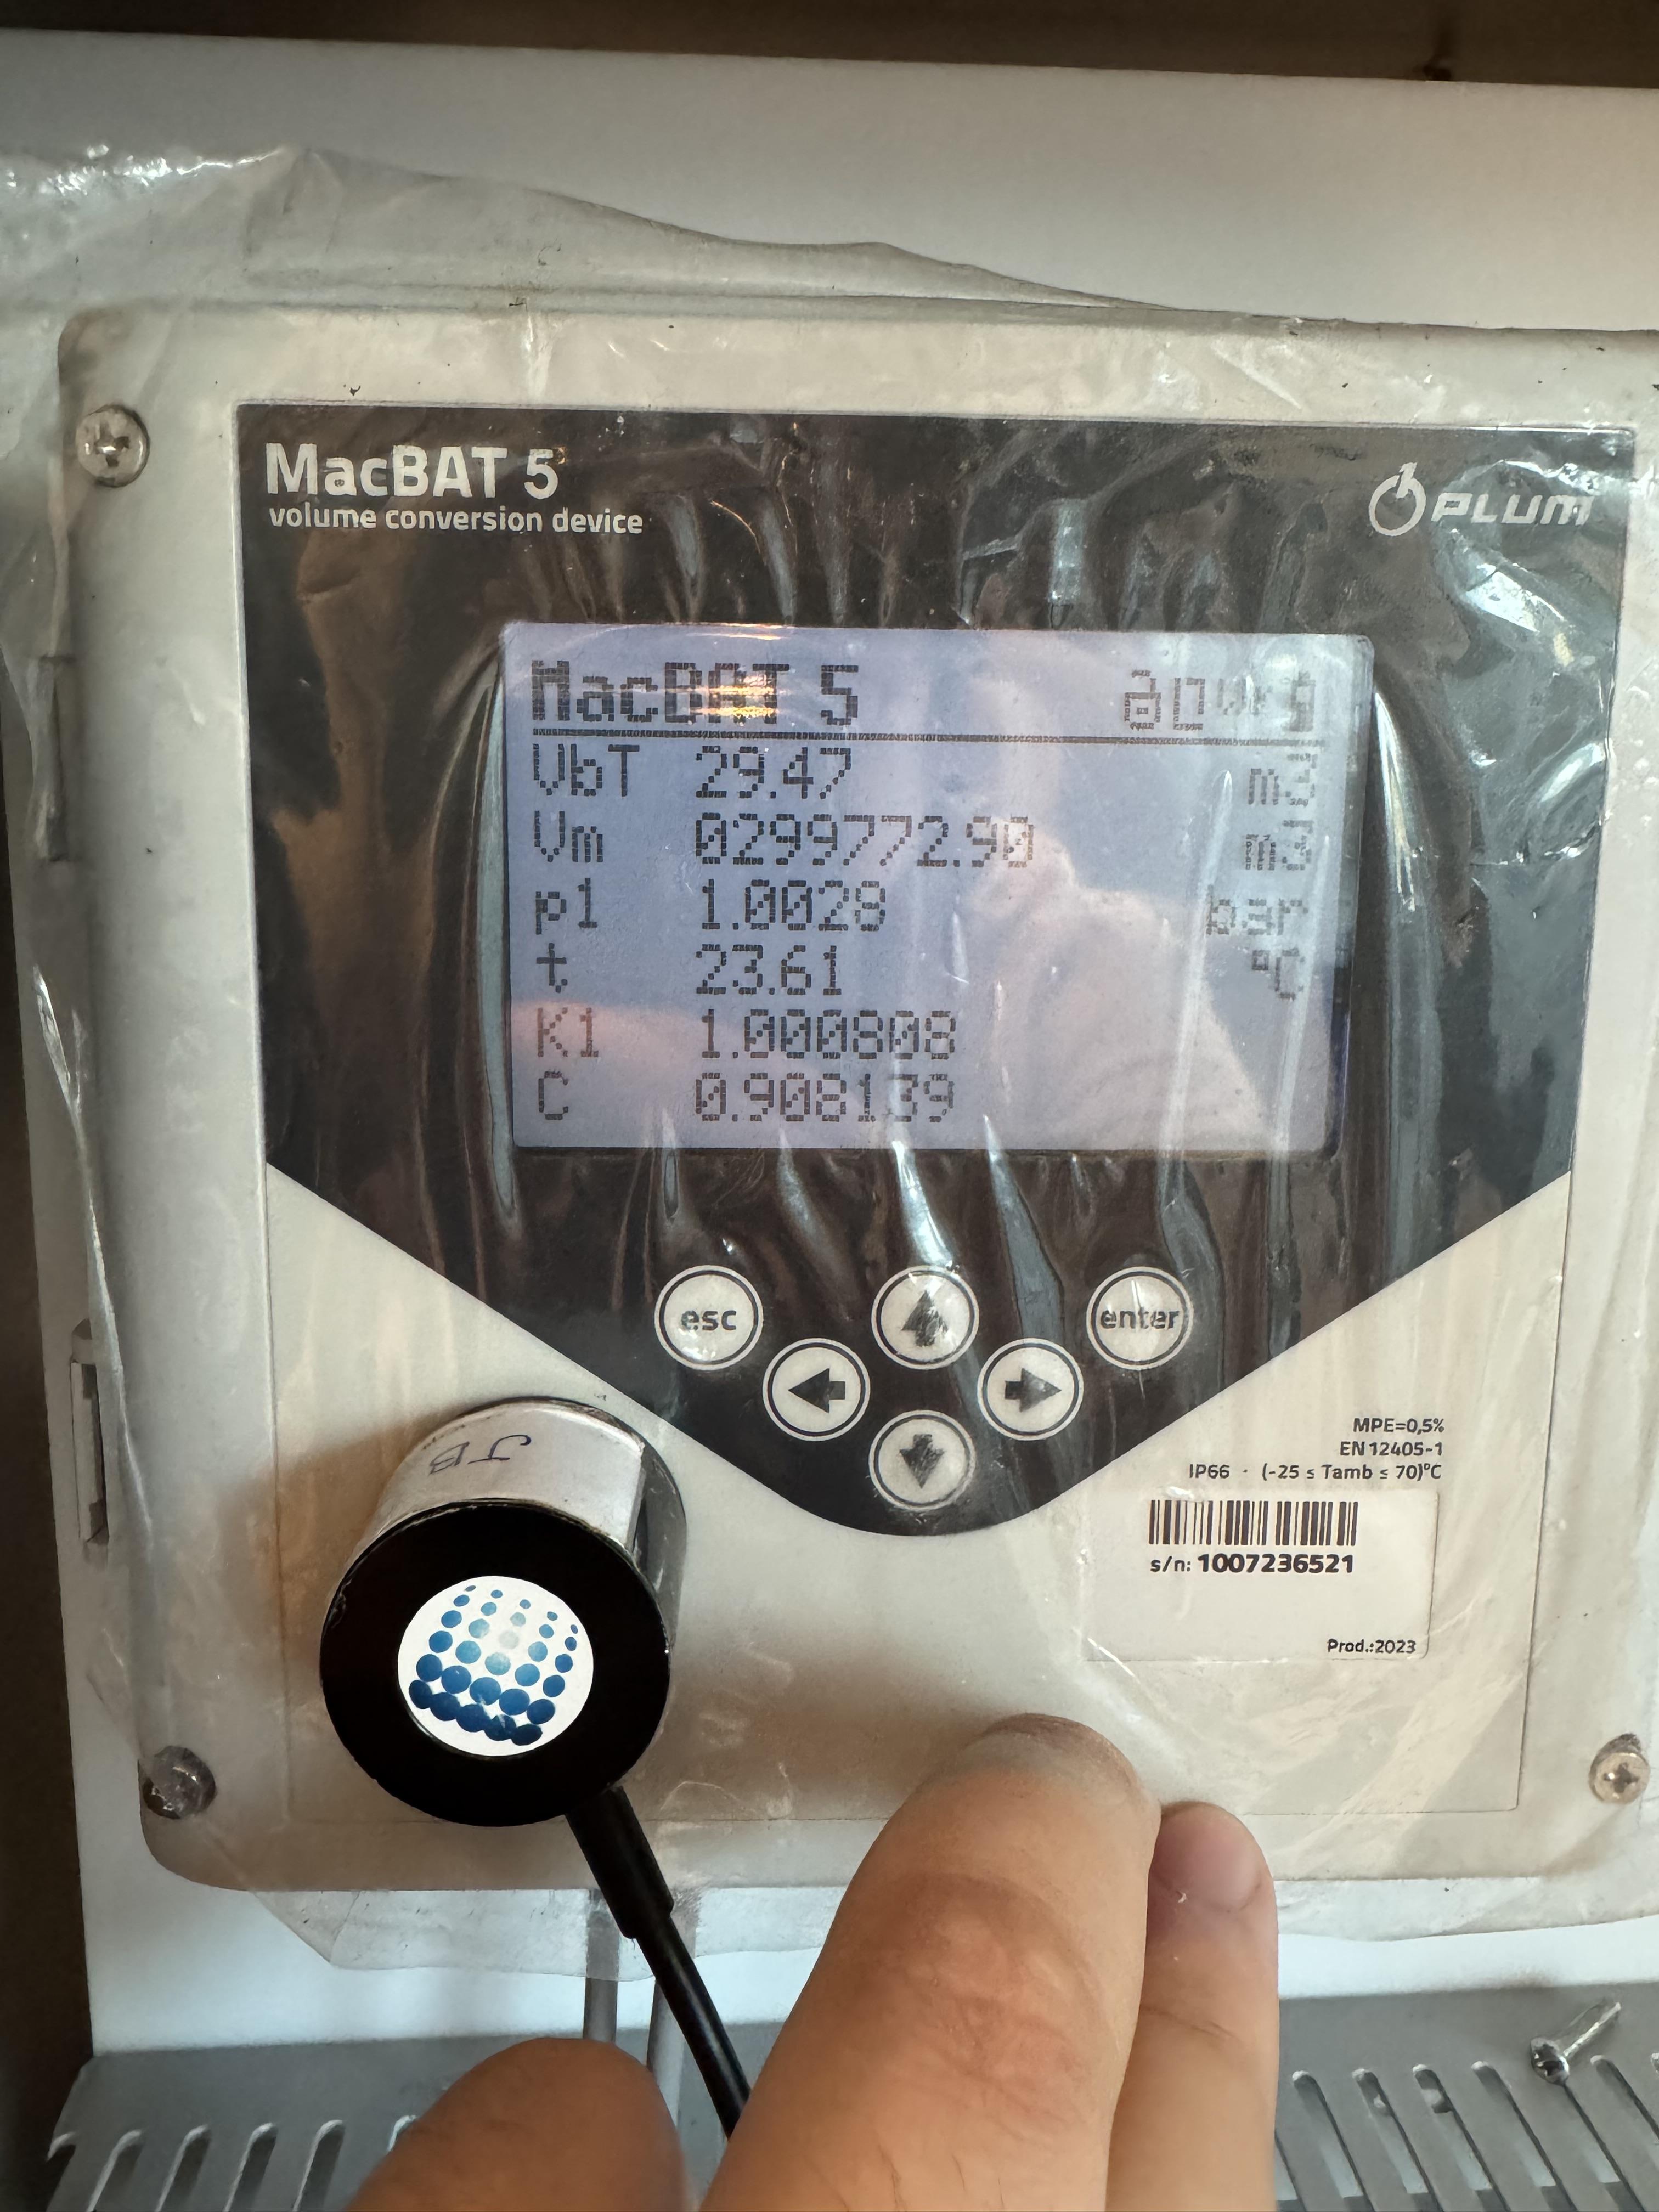 MacBAT 5
volume conversion device
PLUM
MacBAT 5
VbT 29.47 m3
Vm 0299772.90 m3
p1 1.0028 bar
t 23.61 °C
K1 1.000808
C 0.908139
esc
enter
MPE=0,5%
EN 12405-1
IP66 · (-25 ≤ Tamb ≤ 70)°C
s/n: 1007236521
Prod.:2023
JB